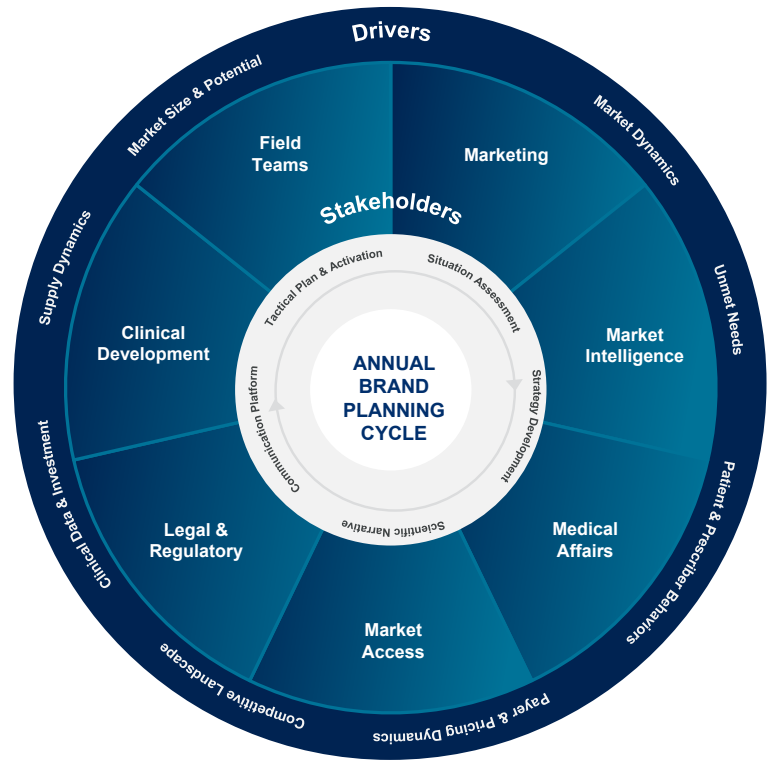 Drivers
Market Size & Potential
Market Dynamics
Unmet Needs
Patient & Prescriber Behaviors
Payer & Pricing Dynamics
Competitive Landscape
Clinical Data & Investment
Supply Dynamics
Stakeholders
Field
Teams
Marketing
Market
Intelligence
Medical
Affairs
Market
Access
Legal &
Regulatory
Clinical
Development
Situation Assessment
Strategy Development
Scientific Narrative
Communication Platform
Tactical Plan & Activation
ANNUAL
BRAND
PLANNING
CYCLE